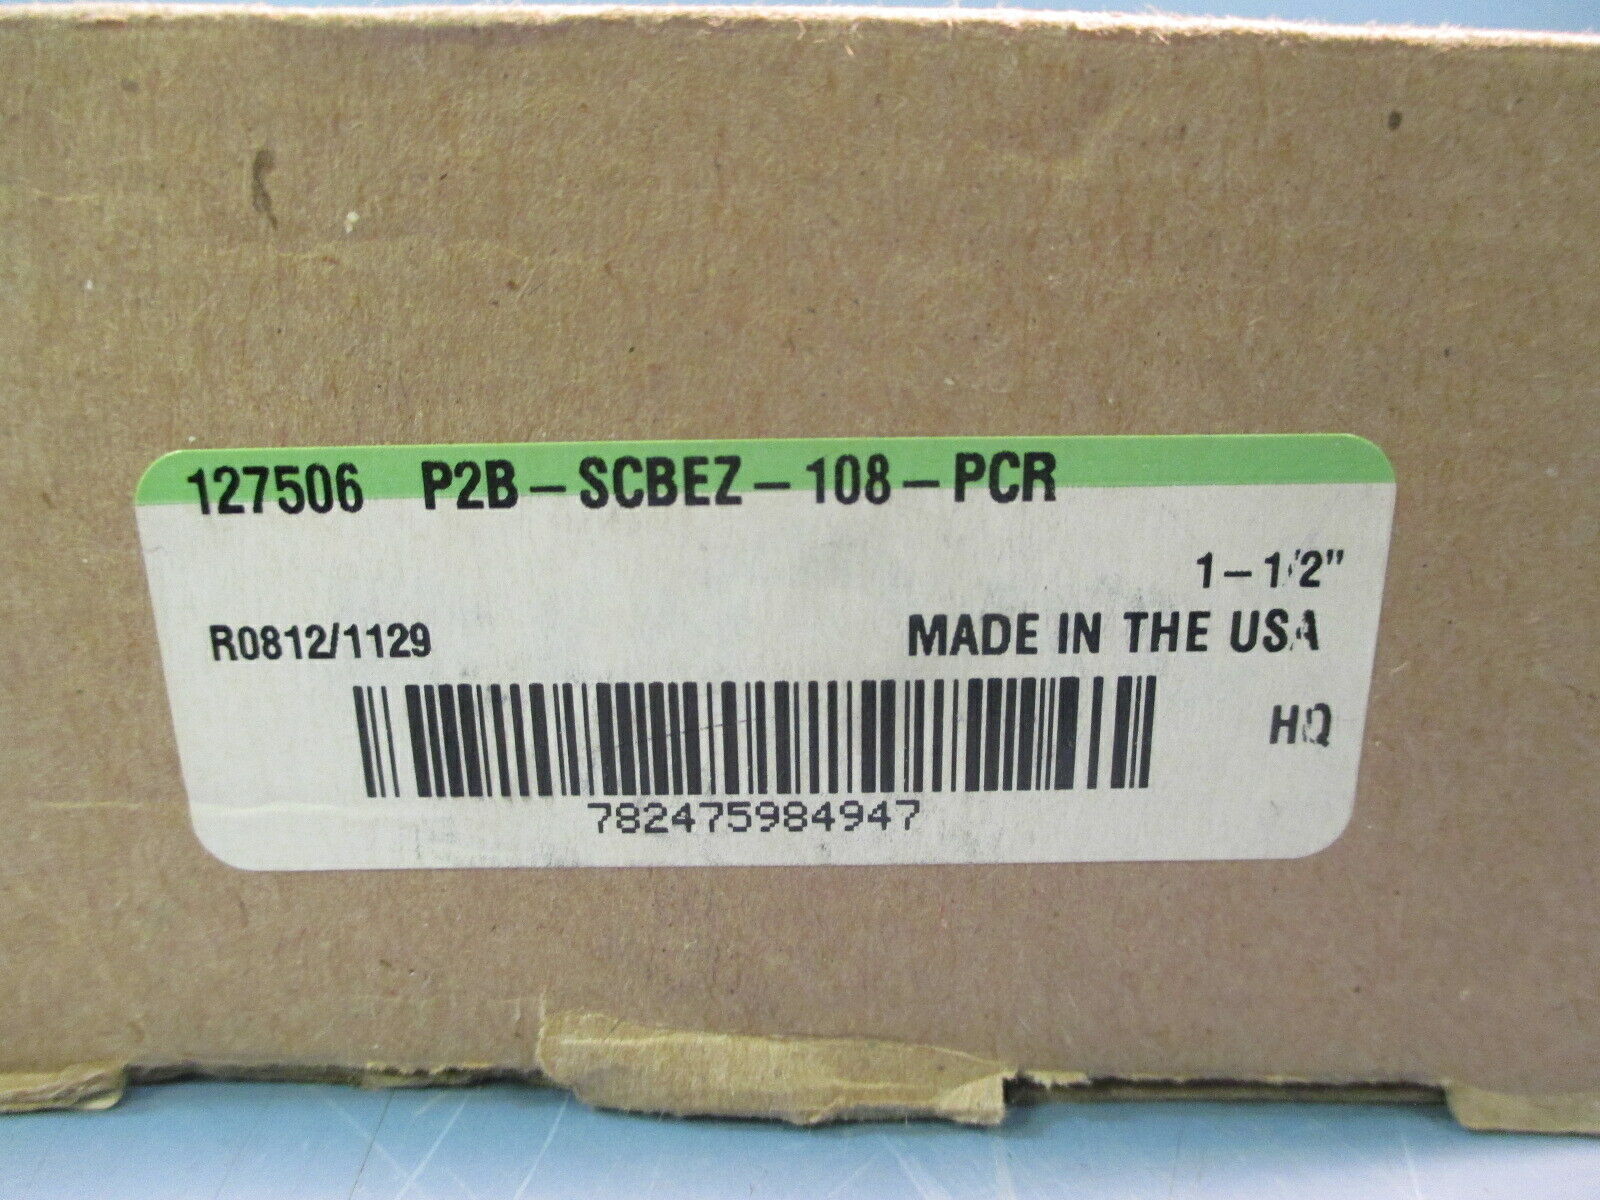 127506 P2B-SCBEZ-108-PCR
1-1/2"
R0812/1129 MADE IN THE USA
HQ
782475984947